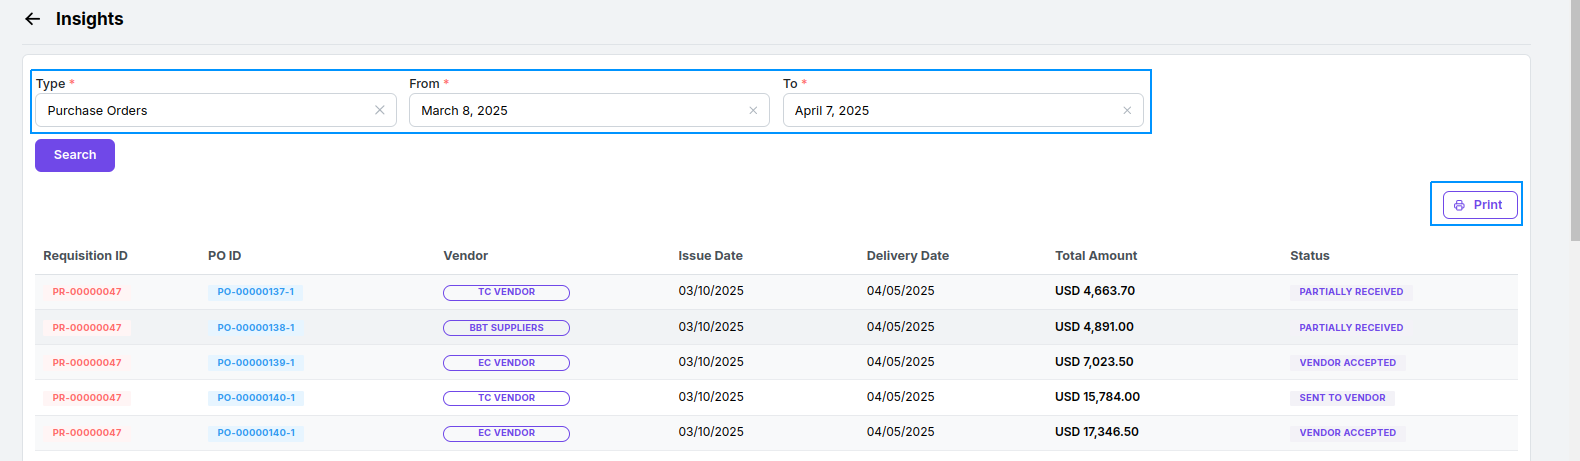 Insights
Type * From * To *
Purchase Orders March 8, 2025 April 7, 2025
Search
Print
Requisition ID PO ID Vendor Issue Date Delivery Date Total Amount Status
PR-00000047 PO-00000137-1 TC VENDOR 03/10/2025 04/05/2025 USD 4,663.70 PARTIALLY RECEIVED
PR-00000047 PO-00000138-1 BBT SUPPLIERS 03/10/2025 04/05/2025 USD 4,891.00 PARTIALLY RECEIVED
PR-00000047 PO-00000139-1 EC VENDOR 03/10/2025 04/05/2025 USD 7,023.50 VENDOR ACCEPTED
PR-00000047 PO-00000140-1 TC VENDOR 03/10/2025 04/05/2025 USD 15,784.00 SENT TO VENDOR
PR-00000047 PO-00000140-1 EC VENDOR 03/10/2025 04/05/2025 USD 17,346.50 VENDOR ACCEPTED